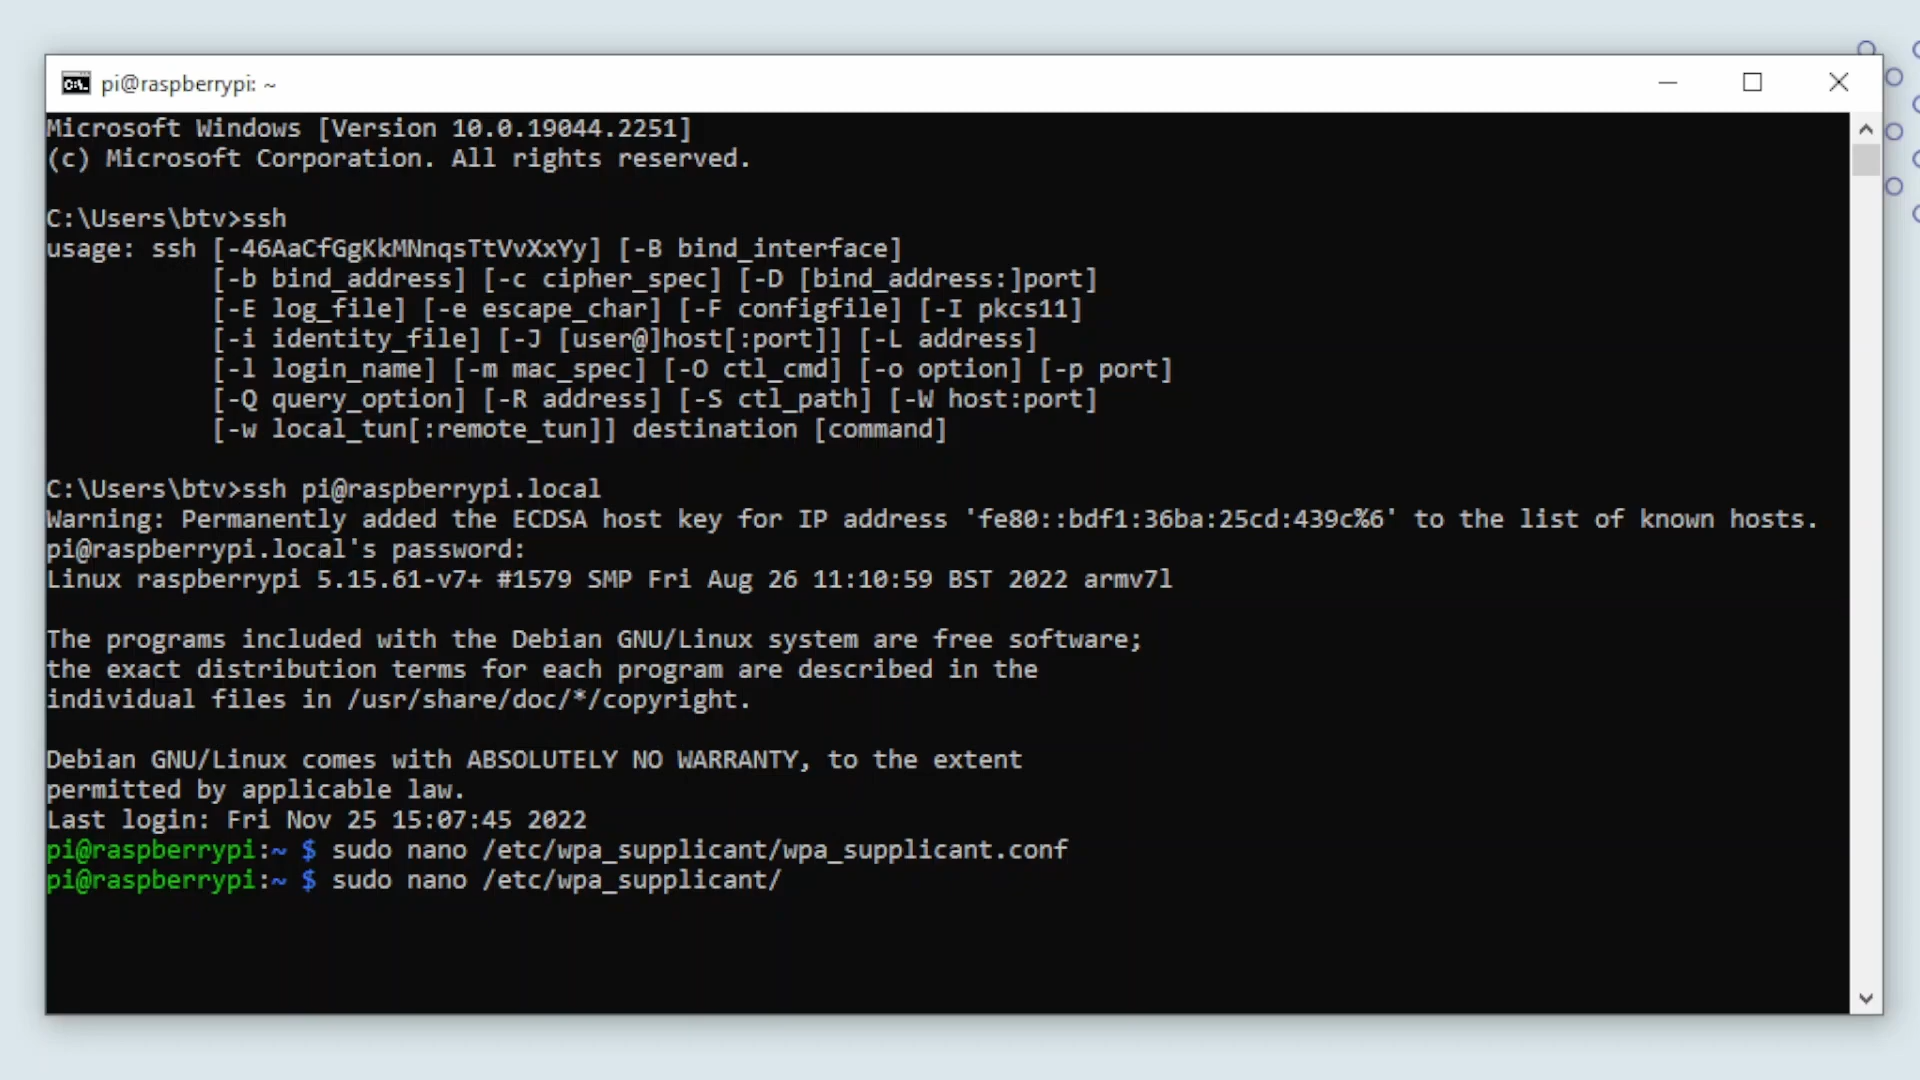 pi@raspberrypi: ~
Microsoft Windows [Version 10.0.19044.2251]
(c) Microsoft Corporation. All rights reserved.
C:\Users\btv>ssh
usage: ssh [-46AaCfGgKkMNnqsTtVvXxYy] [-B bind_interface]
[-b bind_address] [-c cipher_spec] [-D [bind_address:]port]
[-E log_file] [-e escape_char] [-F configfile] [-I pkcs11]
[-i identity_file] [-J [user@]host[:port]] [-L address]
[-l login_name] [-m mac_spec] [-O ctl_cmd] [-o option] [-p port]
[-Q query_option] [-R address] [-S ctl_path] [-W host:port]
[-w local_tun[:remote_tun]] destination [command]
C:\Users\btv>ssh pi@raspberrypi.local
Warning: Permanently added the ECDSA host key for IP address 'fe80::bdf1:36ba:25cd:439c%6' to the list of known hosts.
pi@raspberrypi.local's password:
Linux raspberrypi 5.15.61-v7+ #1579 SMP Fri Aug 26 11:10:59 BST 2022 armv7l
The programs included with the Debian GNU/Linux system are free software;
the exact distribution terms for each program are described in the
individual files in /usr/share/doc/*/copyright.
Debian GNU/Linux comes with ABSOLUTELY NO WARRANTY, to the extent
permitted by applicable law.
Last login: Fri Nov 25 15:07:45 2022
pi@raspberrypi:~ $ sudo nano /etc/wpa_supplicant/wpa_supplicant.conf
pi@raspberrypi:~ $ sudo nano /etc/wpa_supplicant/